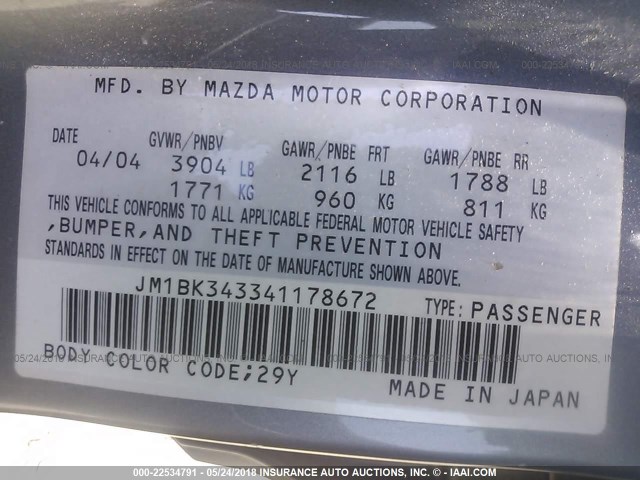 MFD. BY MAZDA MOTOR CORPORATION
DATE GVWR/PNBV GAWR/PNBE FRT GAWR/PNBE RR
04/04 3904 LB 2116 LB 1788 LB
1771 KG 960 KG 811 KG
THIS VEHICLE CONFORMS TO ALL APPLICABLE FEDERAL MOTOR VEHICLE SAFETY
,BUMPER,AND THEFT PREVENTION
STANDARDS IN EFFECT ON THE DATE OF MANUFACTURE SHOWN ABOVE.
JM1BK343341178672 TYPE: PASSENGER
BODY COLOR CODE;29Y
MADE IN JAPAN
000-22534791 - 05/24/2018 INSURANCE AUTO AUCTIONS, INC. © - IAAI.COM